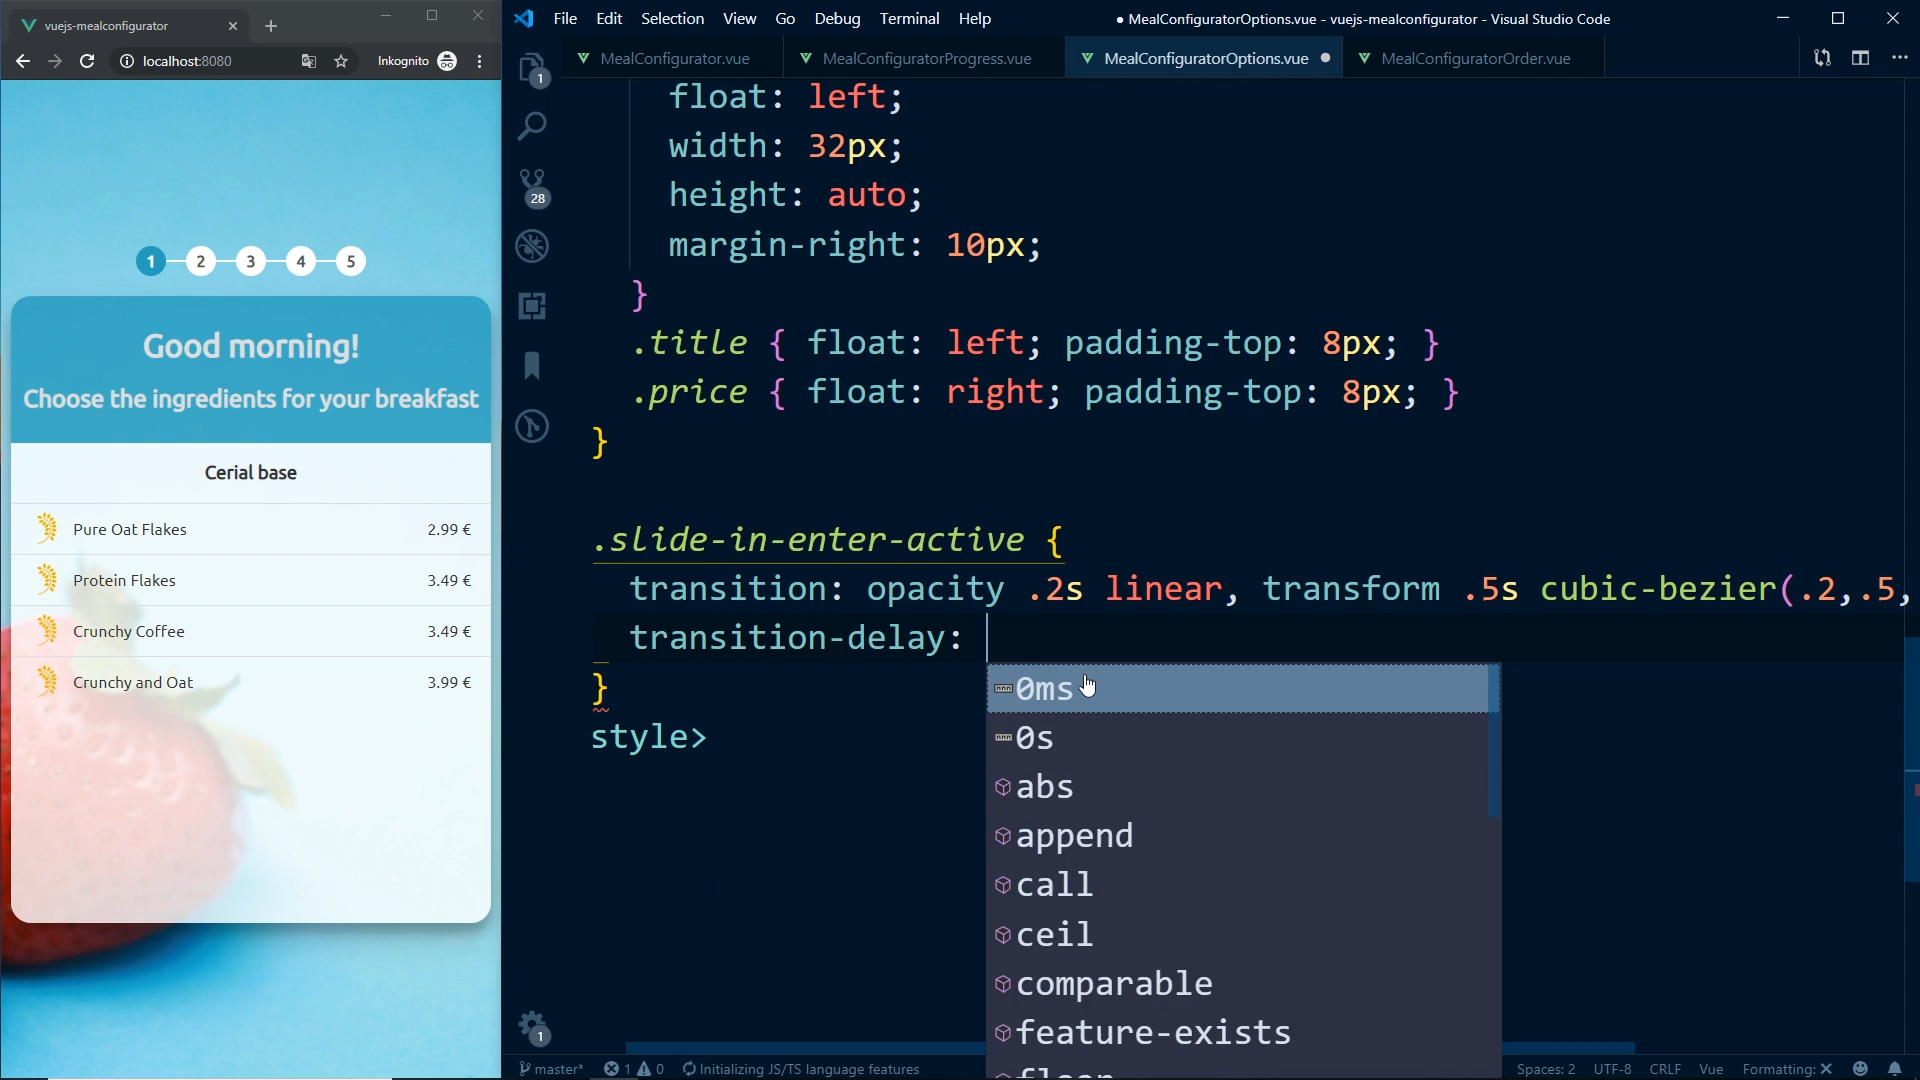 vuejs-mealconfigurator
localhost:8080
Inkognito
1 2 3 4 5
Good morning!
Choose the ingredients for your breakfast
Cerial base
Pure Oat Flakes 2.99 €
Protein Flakes 3.49 €
Crunchy Coffee 3.49 €
Crunchy and Oat 3.99 €
File Edit Selection View Go Debug Terminal Help
● MealConfiguratorOptions.vue - vuejs-mealconfigurator - Visual Studio Code
MealConfigurator.vue MealConfiguratorProgress.vue MealConfiguratorOptions.vue ● MealConfiguratorOrder.vue
1
28
1
float: left;
width: 32px;
height: auto;
margin-right: 10px;
}
.title { float: left; padding-top: 8px; }
.price { float: right; padding-top: 8px; }
}
.slide-in-enter-active {
transition: opacity .2s linear, transform .5s cubic-bezier(.2,.5,
transition-delay:
}
style>
0ms
0s
abs
append
call
ceil
comparable
feature-exists
floor
master* 1 0 Initializing JS/TS language features
Spaces: 2 UTF-8 CRLF Vue Formatting: ✕